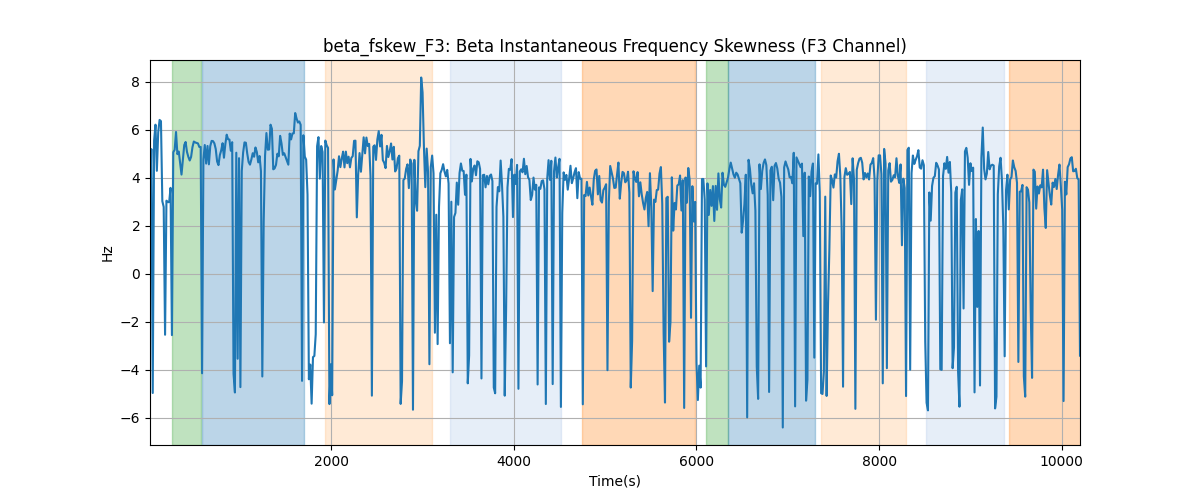 beta_fskew_F3: Beta Instantaneous Frequency Skewness (F3 Channel)
8
6
4
2
0
−2
−4
−6
Hz
2000 4000 6000 8000 10000
Time(s)